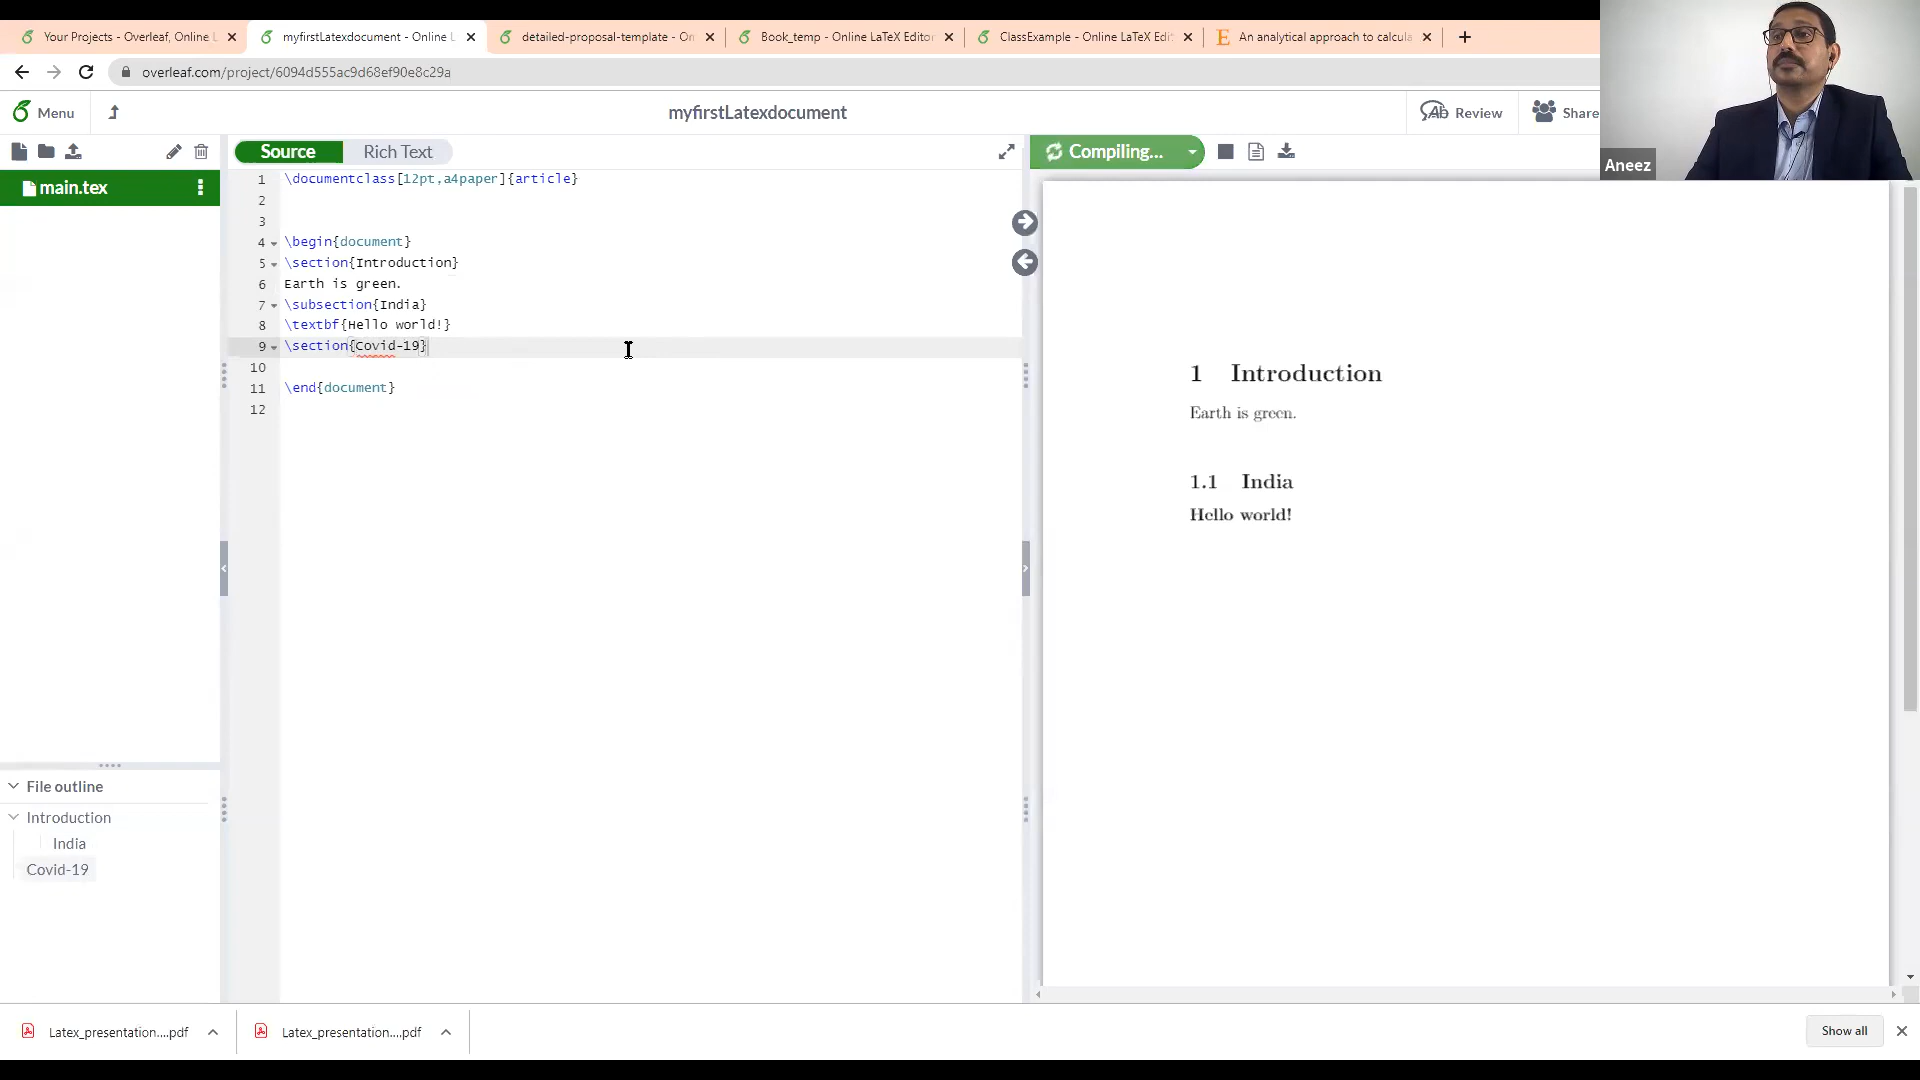 Your Projects - Overleaf, Online L
myfirstLatexdocument - Online L
detailed-proposal-template - On
Book_temp - Online LaTeX Editor
ClassExample - Online LaTeX Edit
An analytical approach to calcula
overleaf.com/project/6094d555ac9d68ef90e8c29a
Menu
myfirstLatexdocument
Review
Share
Source
Rich Text
Compiling...
Aneez
main.tex
1 \documentclass[12pt,a4paper]{article}
2
3
4 \begin{document}
5 \section{Introduction}
6 Earth is green.
7 \subsection{India}
8 \textbf{Hello world!}
9 \section{Covid-19}
10
11 \end{document}
12
1 Introduction
Earth is green.
1.1 India
Hello world!
File outline
Introduction
India
Covid-19
Latex_presentation....pdf
Latex_presentation....pdf
Show all